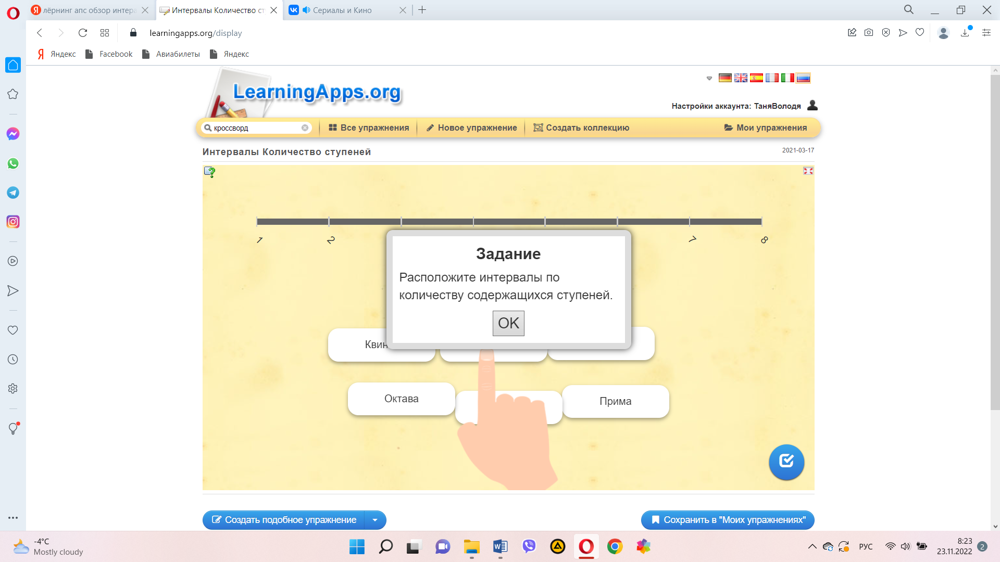 лёрнинг апс обзор интера
Интервалы Количество ст
Сериалы и Кино
learningapps.org/display
Яндекс
Facebook
Авиабилеты
Яндекс
LearningApps.org
Настройки аккаунта: ТаняВолодя
кроссворд
Все упражнения
Новое упражнение
Создать коллекцию
Мои упражнения
Интервалы Количество ступеней
2021-03-17
1
2
7
8
Задание
Расположите интервалы по
количеству содержащихся ступеней.
OK
Квин
Октава
Прима
Создать подобное упражнение
Сохранить в "Моих упражнениях"
-4°C
Mostly cloudy
РУС
8:23
23.11.2022
2